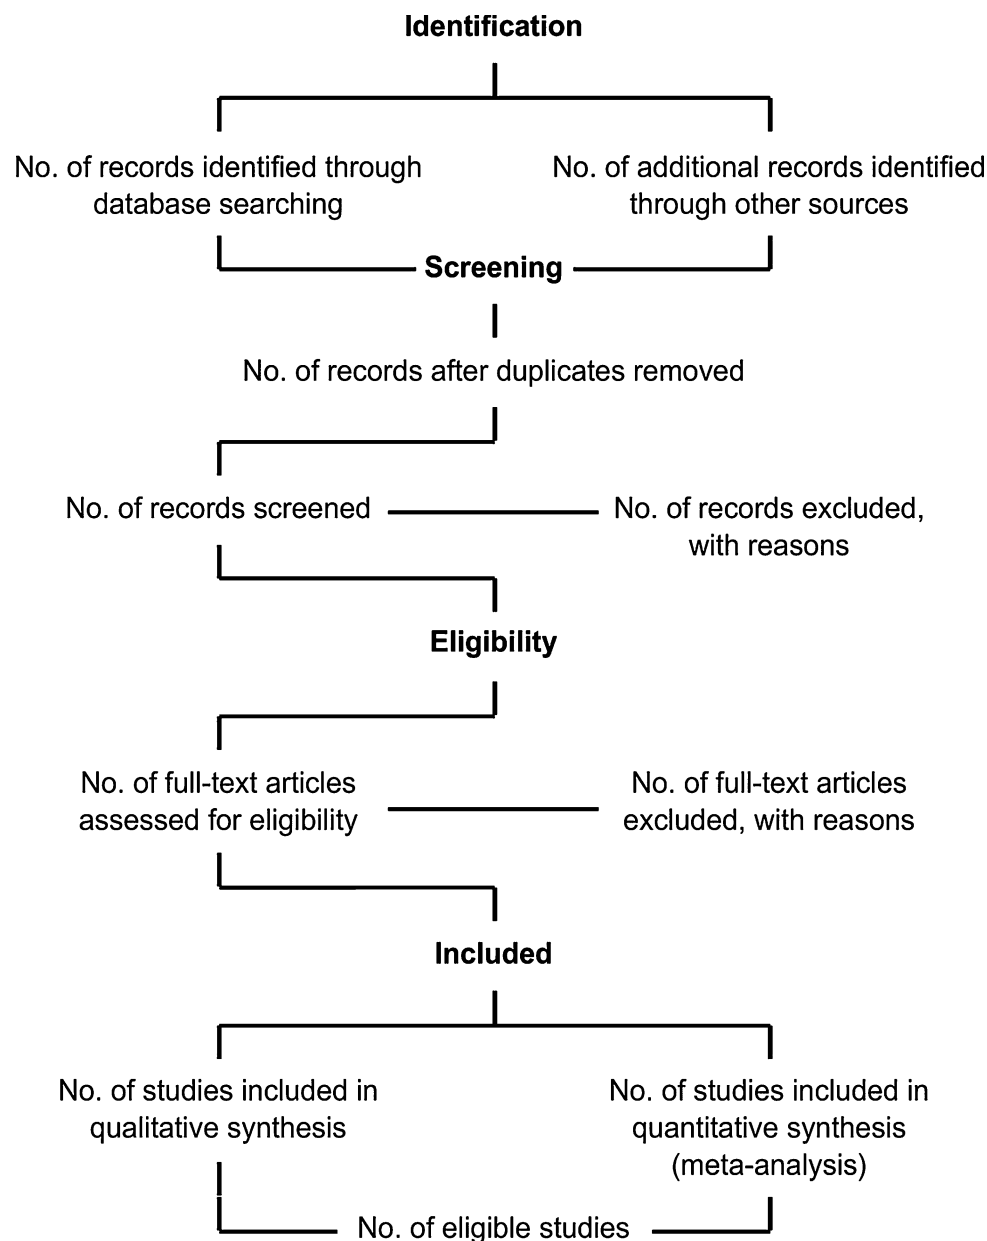 Identification
No. of records identified through
database searching
No. of additional records identified
through other sources
Screening
No. of records after duplicates removed
No. of records screened
No. of records excluded,
with reasons
Eligibility
No. of full-text articles
assessed for eligibility
No. of full-text articles
excluded, with reasons
Included
No. of studies included in
qualitative synthesis
No. of studies included in
quantitative synthesis
(meta-analysis)
No. of eligible studies